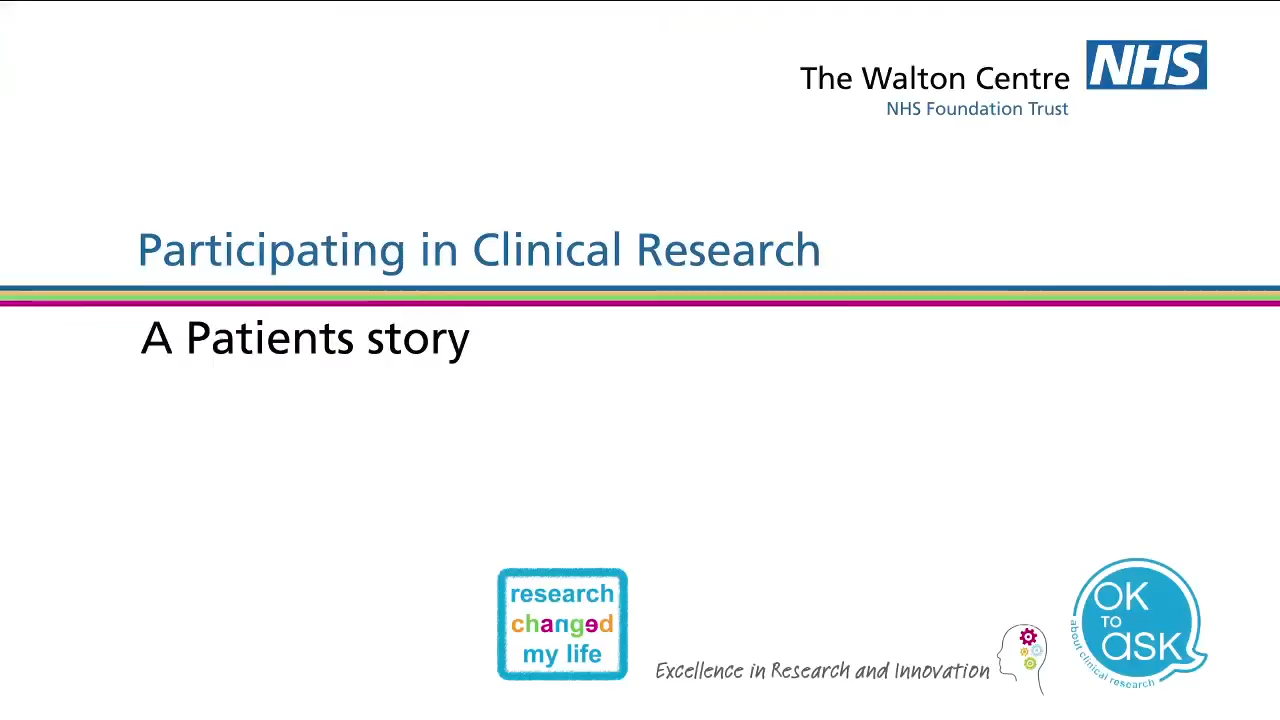 The Walton Centre
NHS
NHS Foundation Trust
Participating in Clinical Research
A Patients story
research
changed
my life
Excellence in Research and Innovation
OK
TO
ask
about clinical research